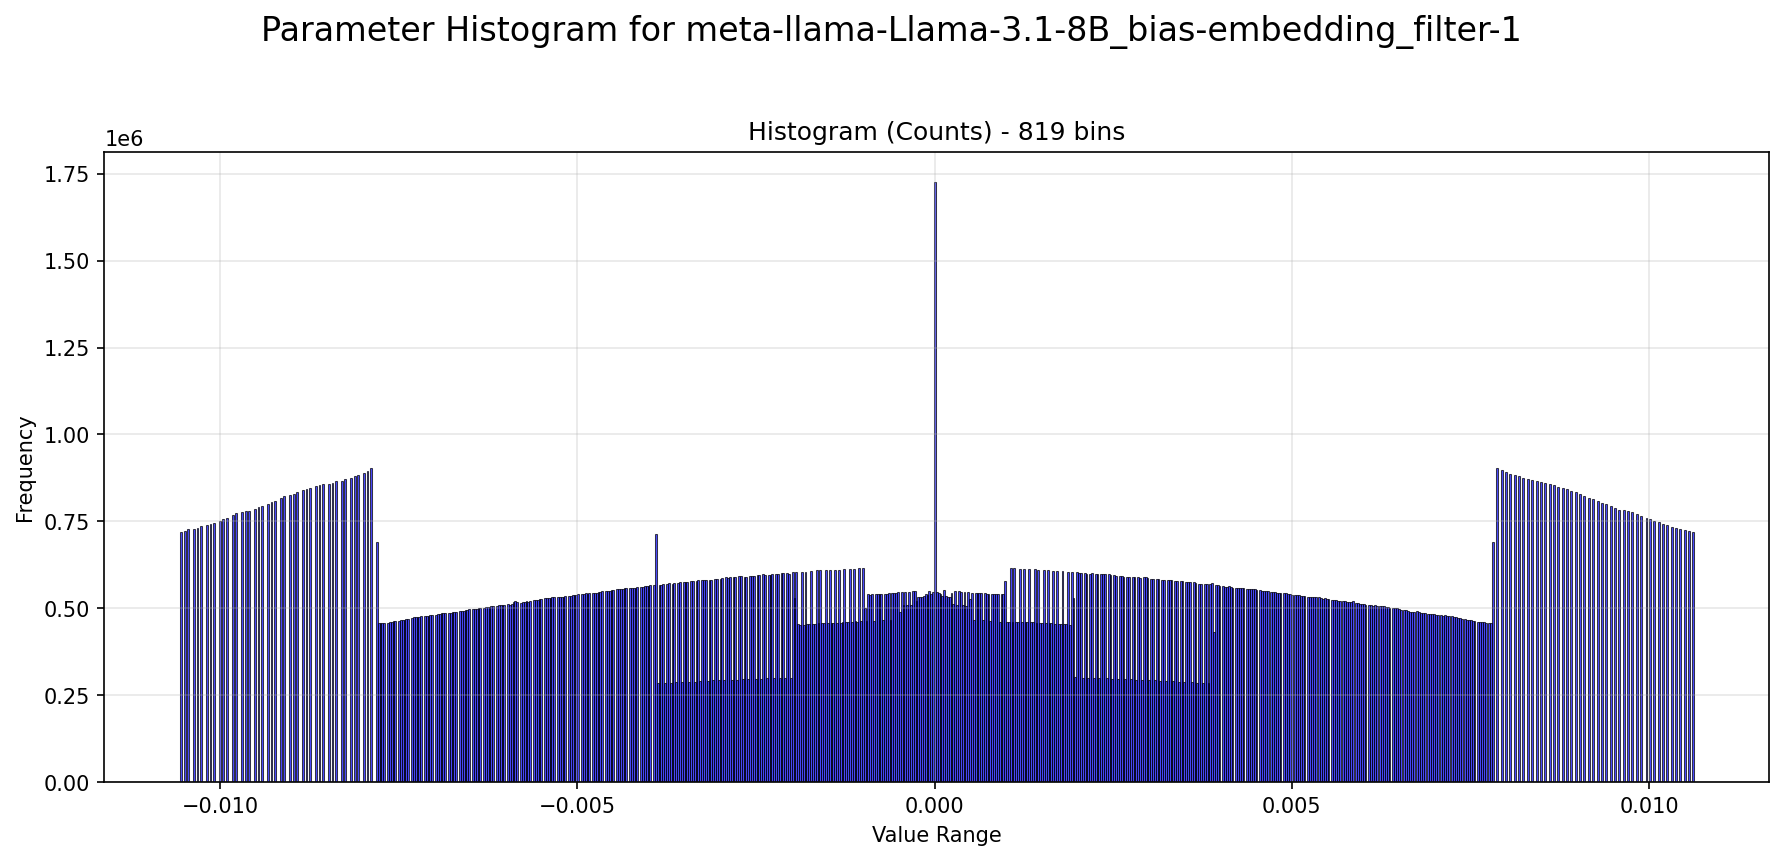 Parameter Histogram for meta-llama-Llama-3.1-8B_bias-embedding_filter-1
Histogram (Counts) - 819 bins
1e6
1.75
1.50
1.25
1.00
0.75
0.50
0.25
0.00
Frequency
−0.010
−0.005
0.000
0.005
0.010
Value Range